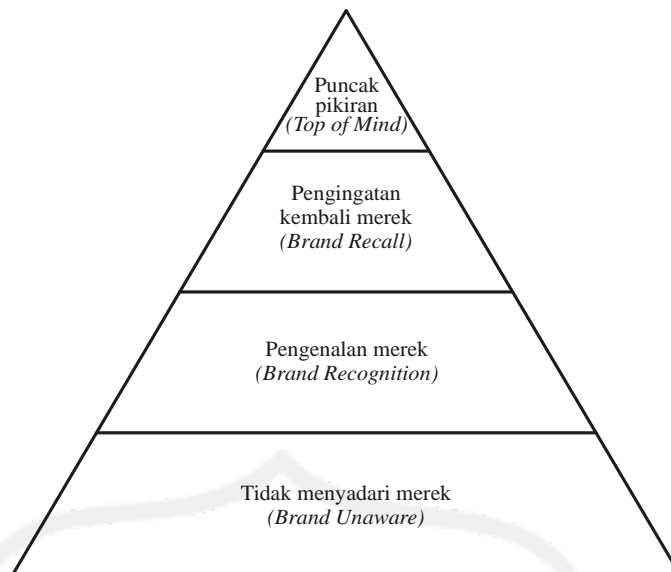 Puncak
pikiran
(Top of Mind)
Pengingatan
kembali merek
(Brand Recall)
Pengenalan merek
(Brand Recognition)
Tidak menyadari merek
(Brand Unaware)